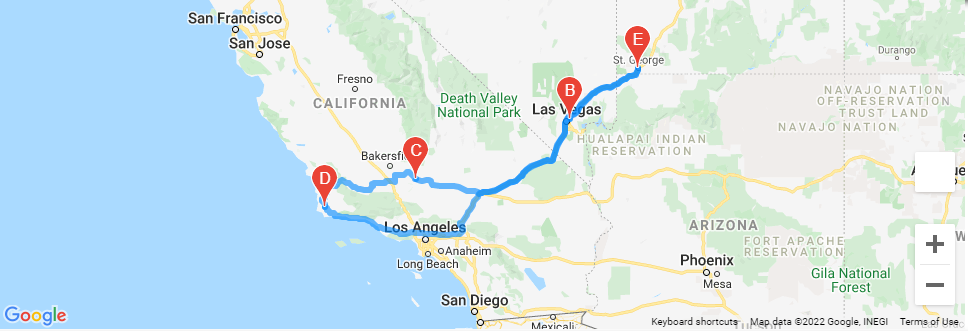 San Francisco
San Jose
Fresno
CALIFORNIA
Death Valley
National Park
E
St. George
B
Las Vegas
Durango
NAVAJO NATION
OFF-RESERVATION
TRUST LAND
NAVAJO NATION
HUALAPAI INDIAN
RESERVATION
C
D
Los Angeles
Anaheim
Long Beach
ARIZONA
FORT APACHE
RESERVATION
Phoenix
Mesa
Gila National
Forest
San Diego
Mexicali
+
−
Google
Keyboard shortcuts
Map data ©2022 Google, INEGI
Terms of Use